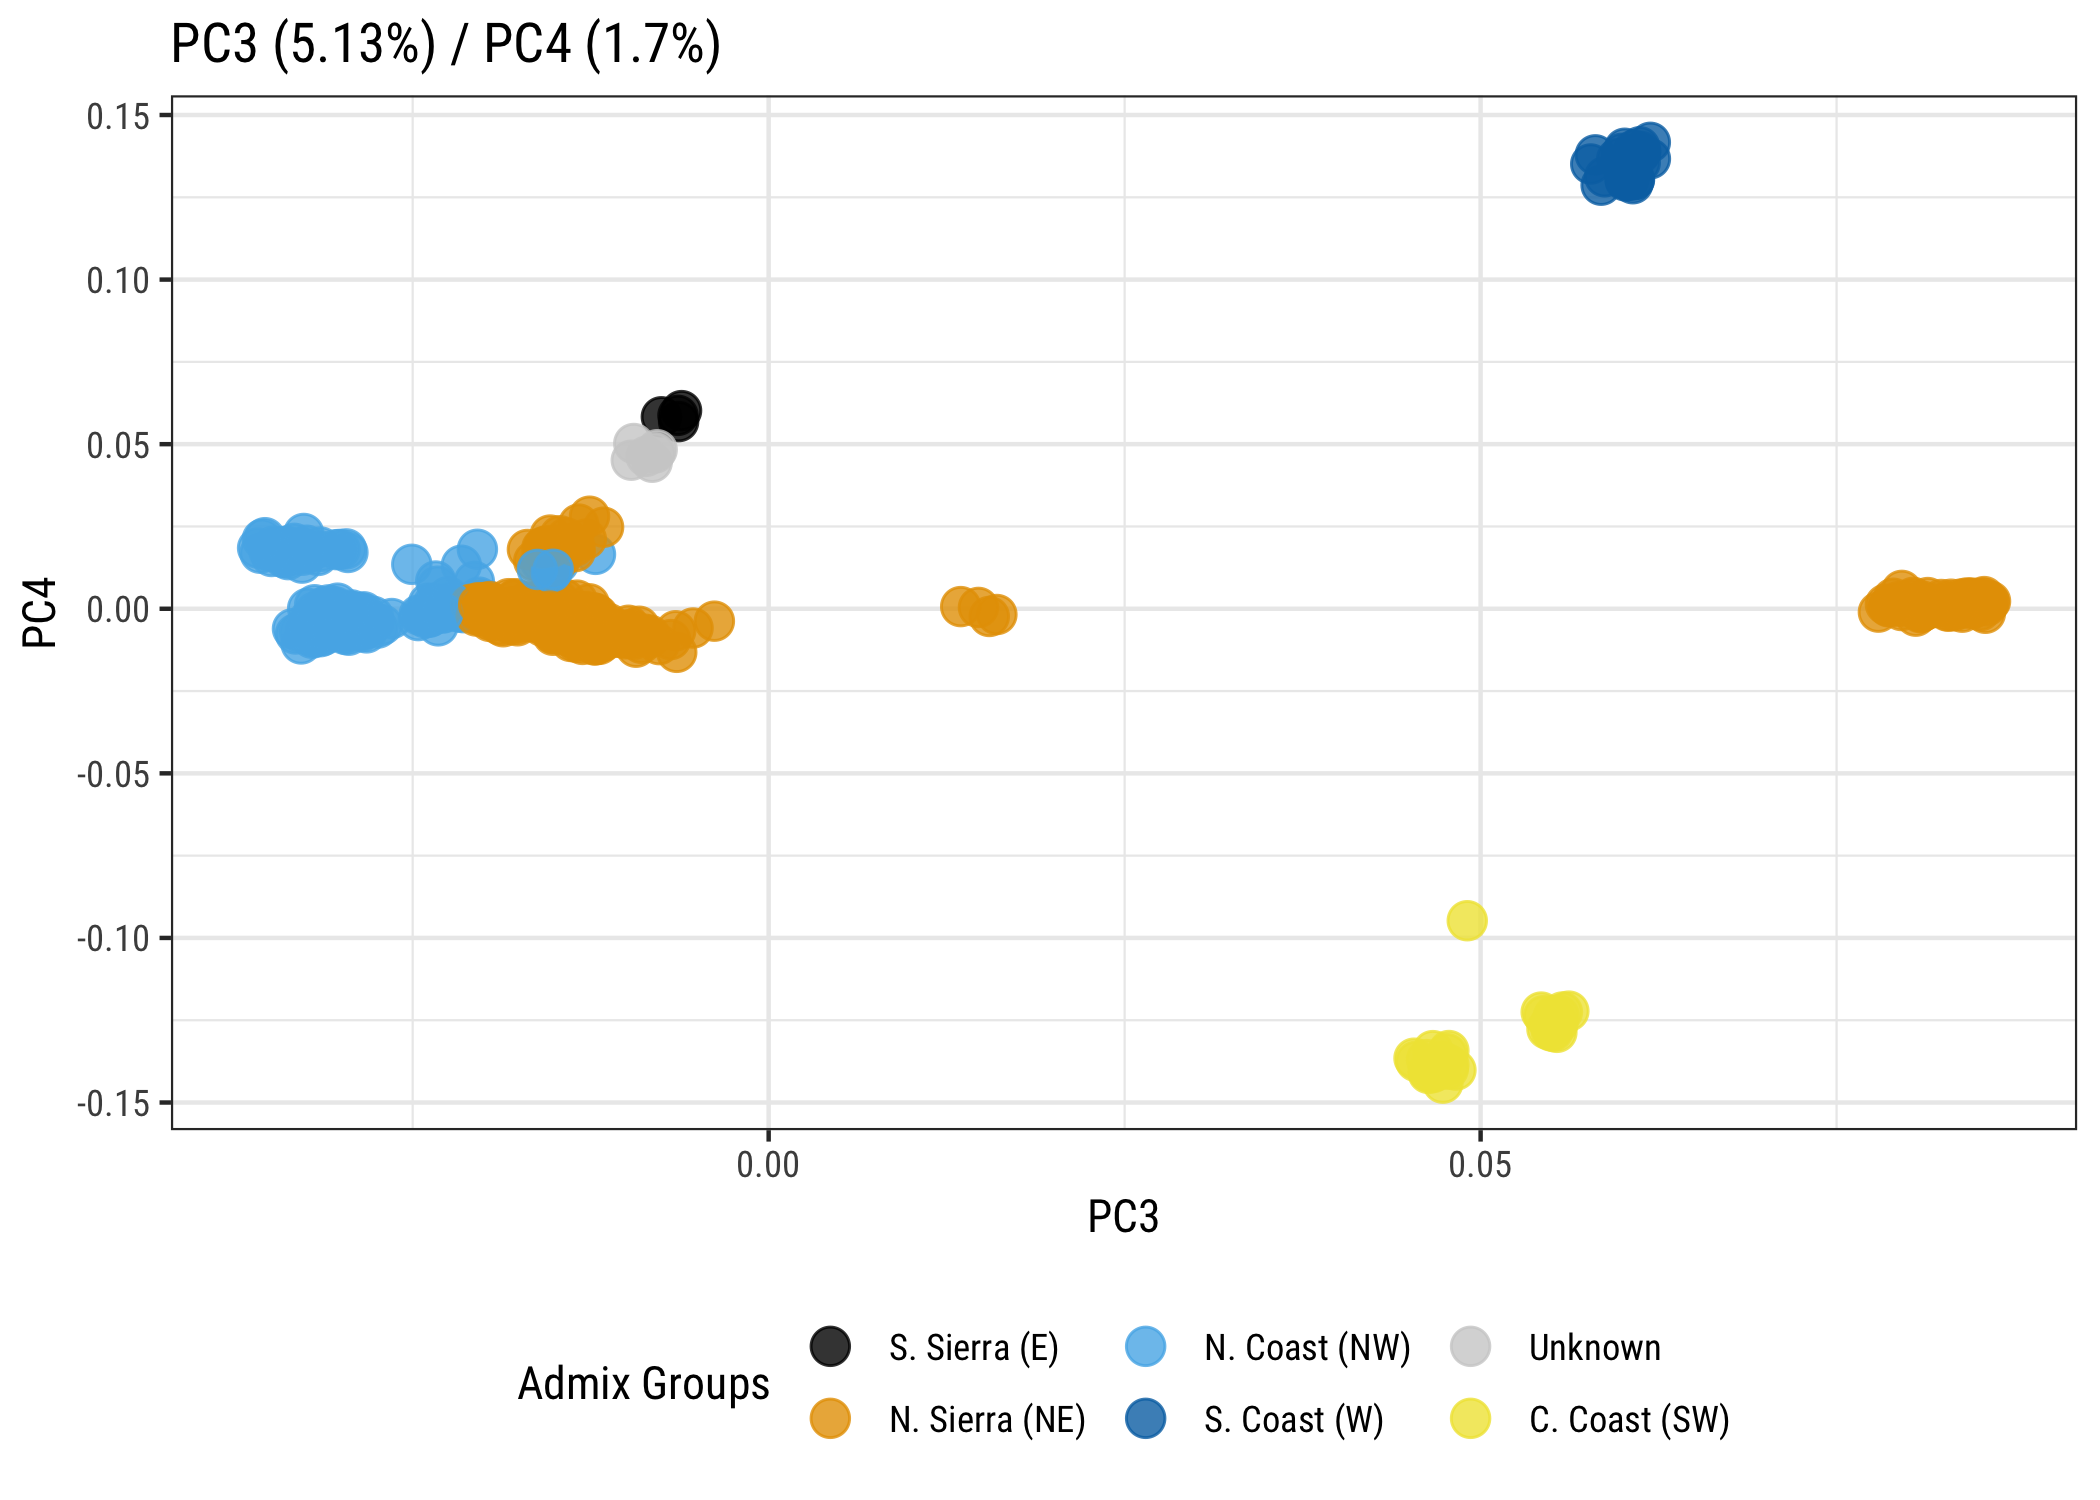 PC3 (5.13%) / PC4 (1.7%)
0.15
0.10
0.05
0.00
-0.05
-0.10
-0.15
PC4
0.00 0.05
PC3
Admix Groups
S. Sierra (E) N. Coast (NW) Unknown
N. Sierra (NE) S. Coast (W) C. Coast (SW)